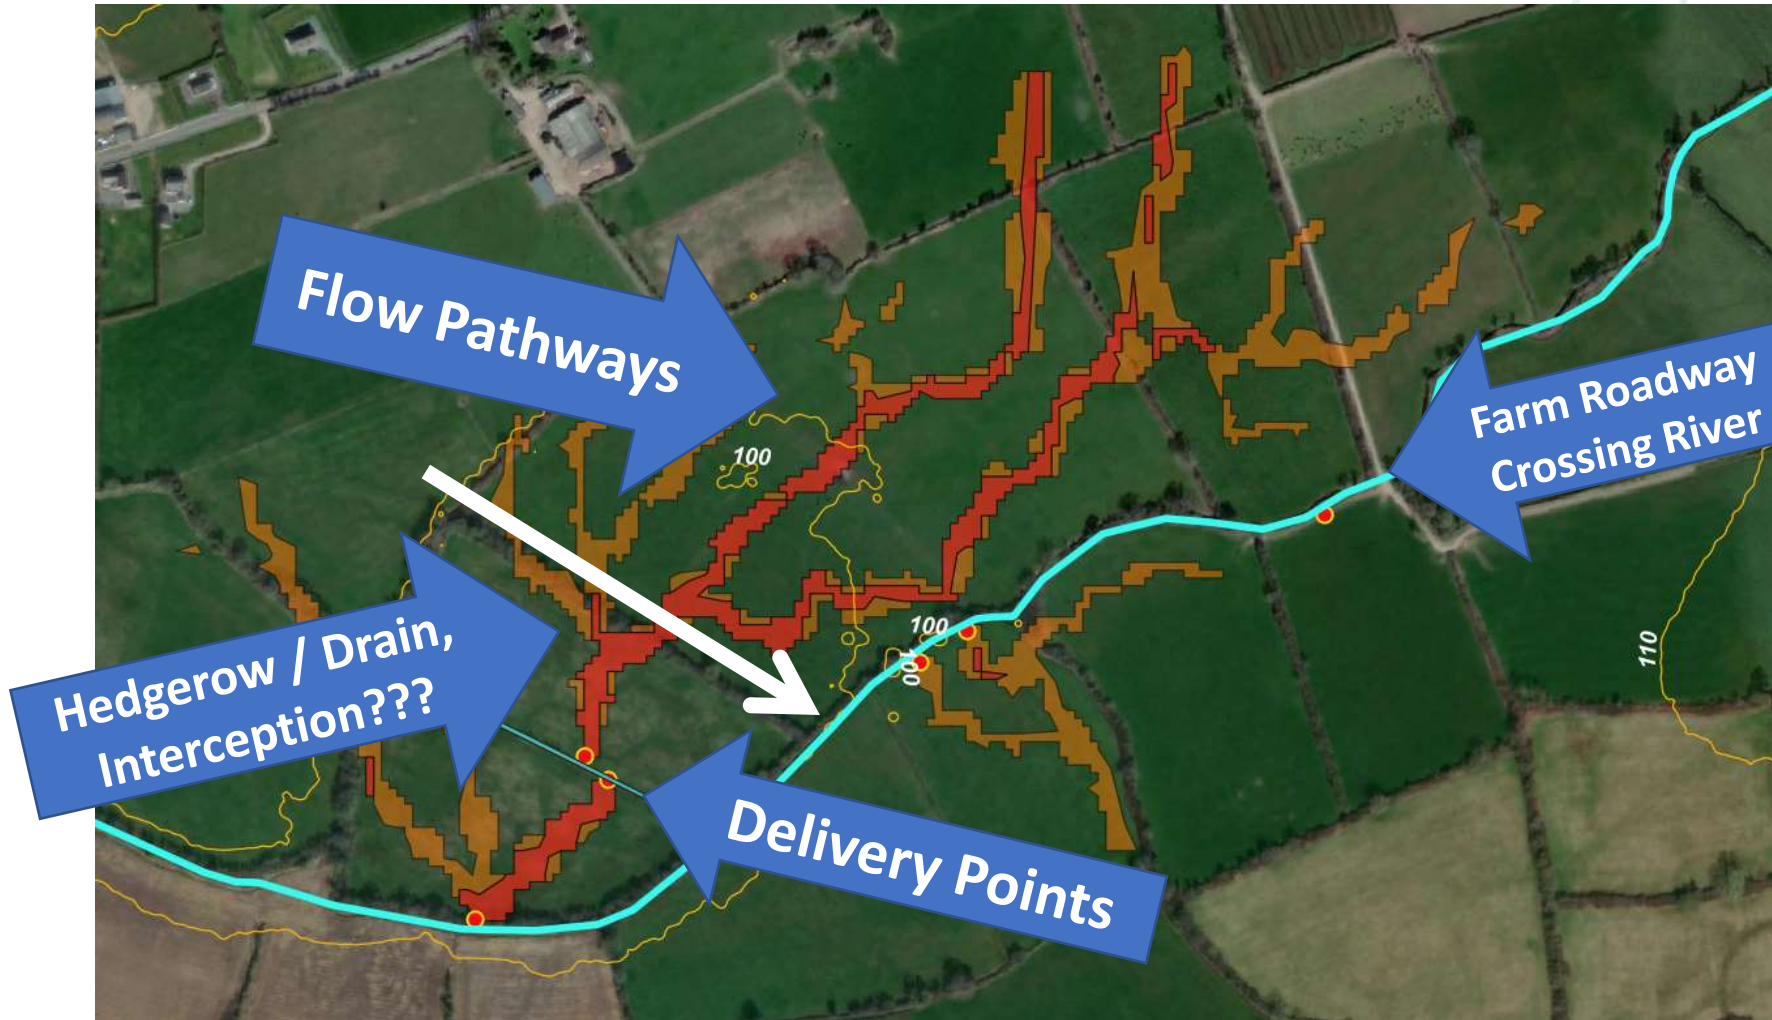 Flow Pathways
Farm Roadway
Crossing River
100
100
100
110
Hedgerow / Drain,
Interception???
Delivery Points